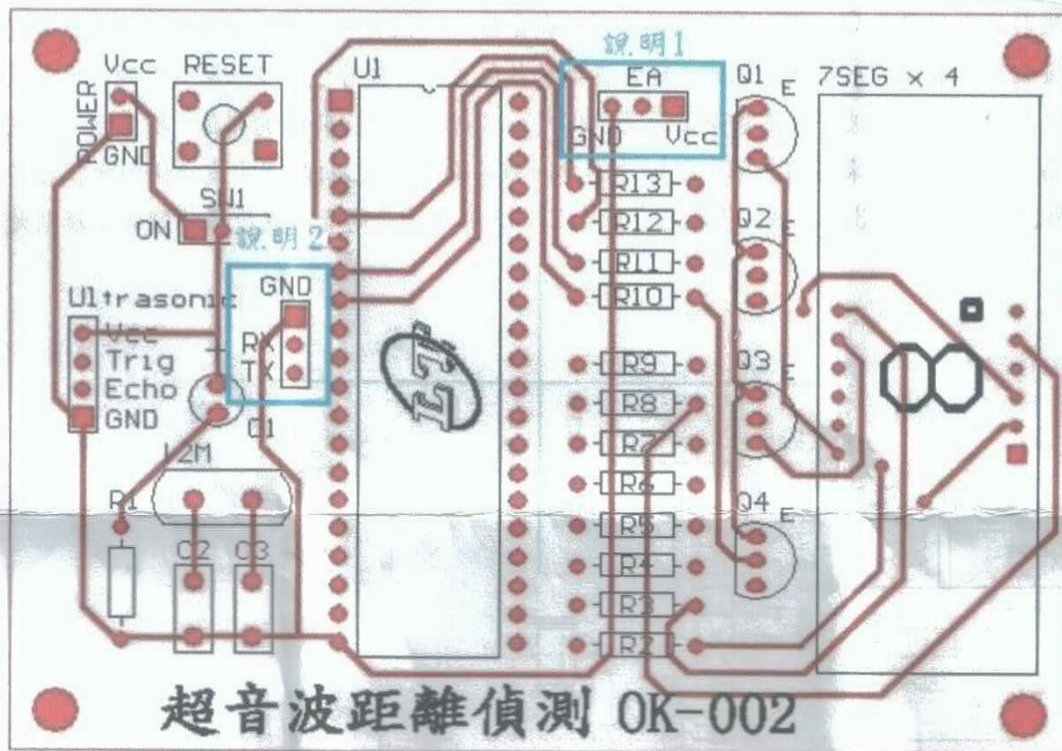 說明1
Vcc
RESET
U1
EA
Q1
E
7SEG x 4
POWER
GND
GND
Vcc
SW1
R13
ON
說明2
R12
Q2
E
GND
R11
Ultrasonic
R10
Vcc
RX
Trig
TX
R9
Q3
E
Echo
R8
GND
C1
R7
12M
R6
R1
Q4
E
R5
C2
C3
R4
R3
R2
超音波距離偵測 OK-002